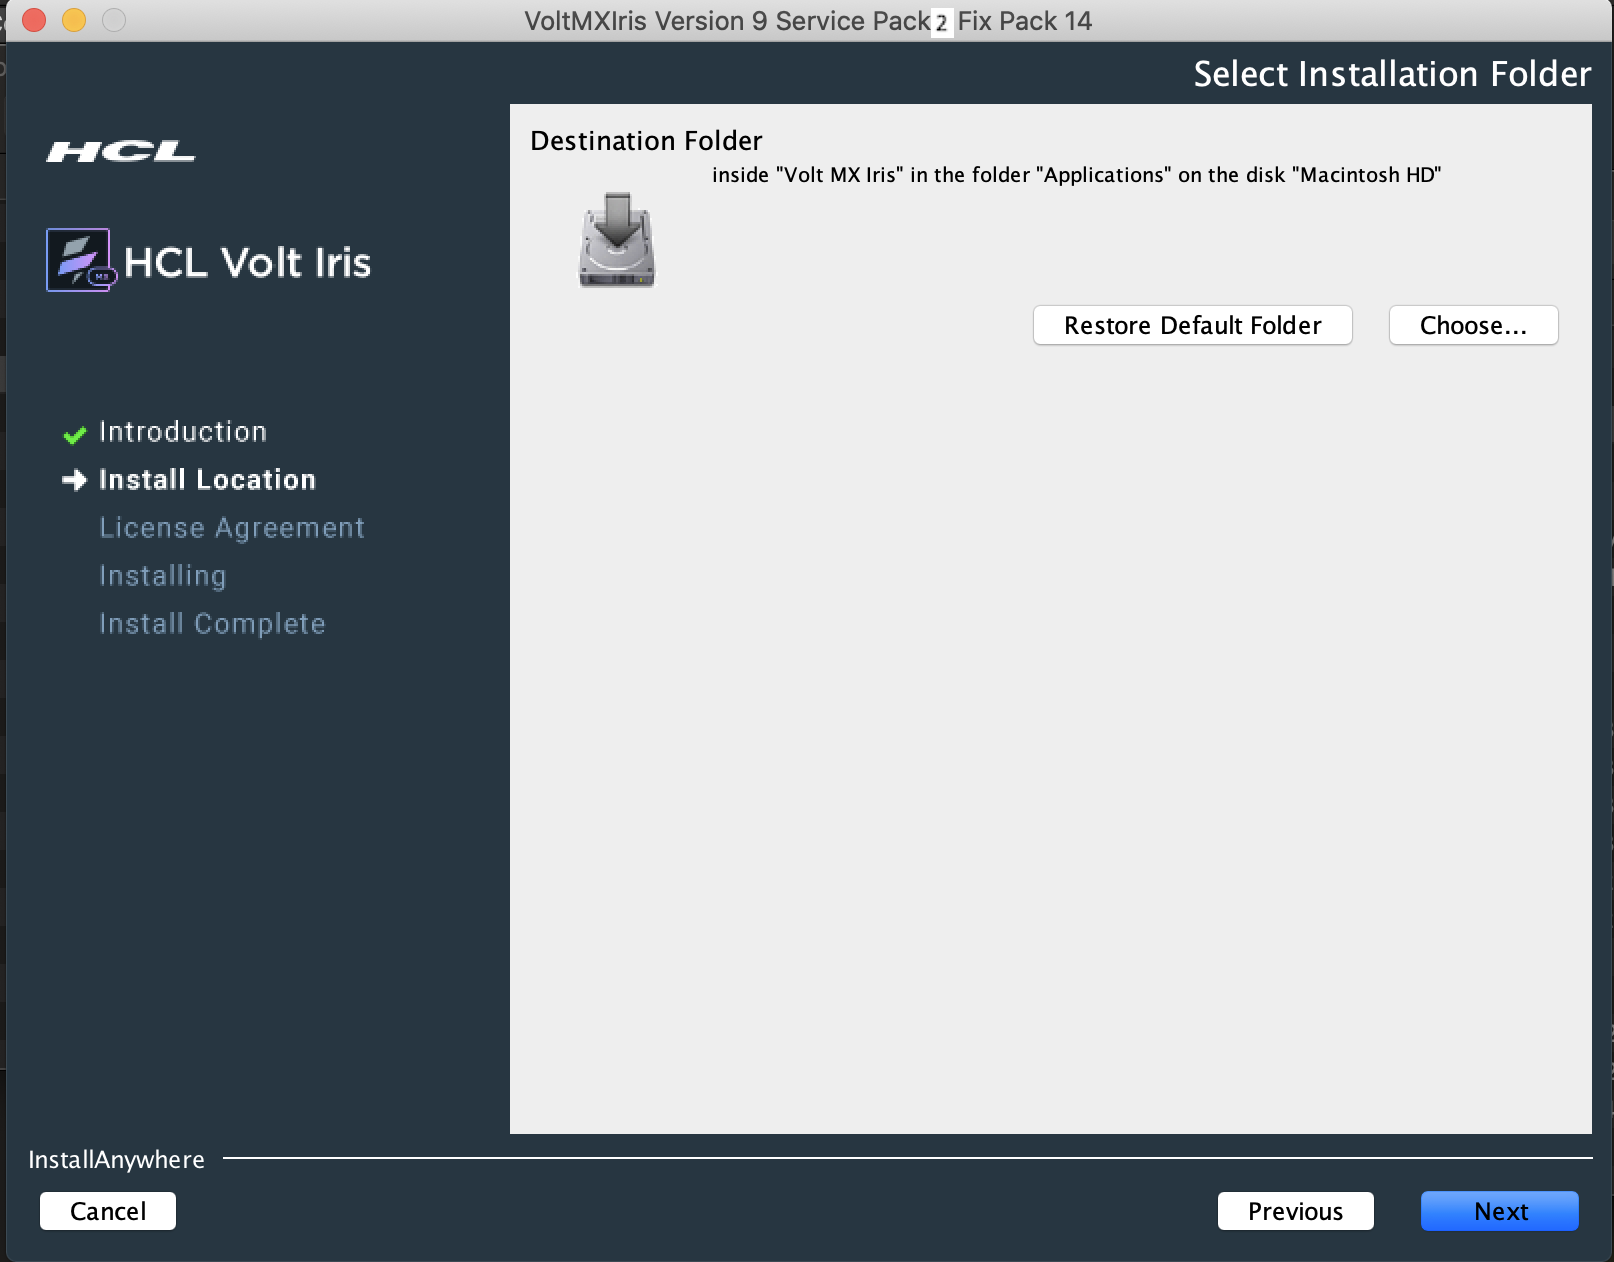 VoltMXIris Version 9 Service Pack 2 Fix Pack 14
Select Installation Folder
HCL
MX
HCL Volt Iris
Introduction
Install Location
License Agreement
Installing
Install Complete
Destination Folder
inside "Volt MX Iris" in the folder "Applications" on the disk "Macintosh HD"
Restore Default Folder
Choose...
InstallAnywhere
Cancel
Previous
Next